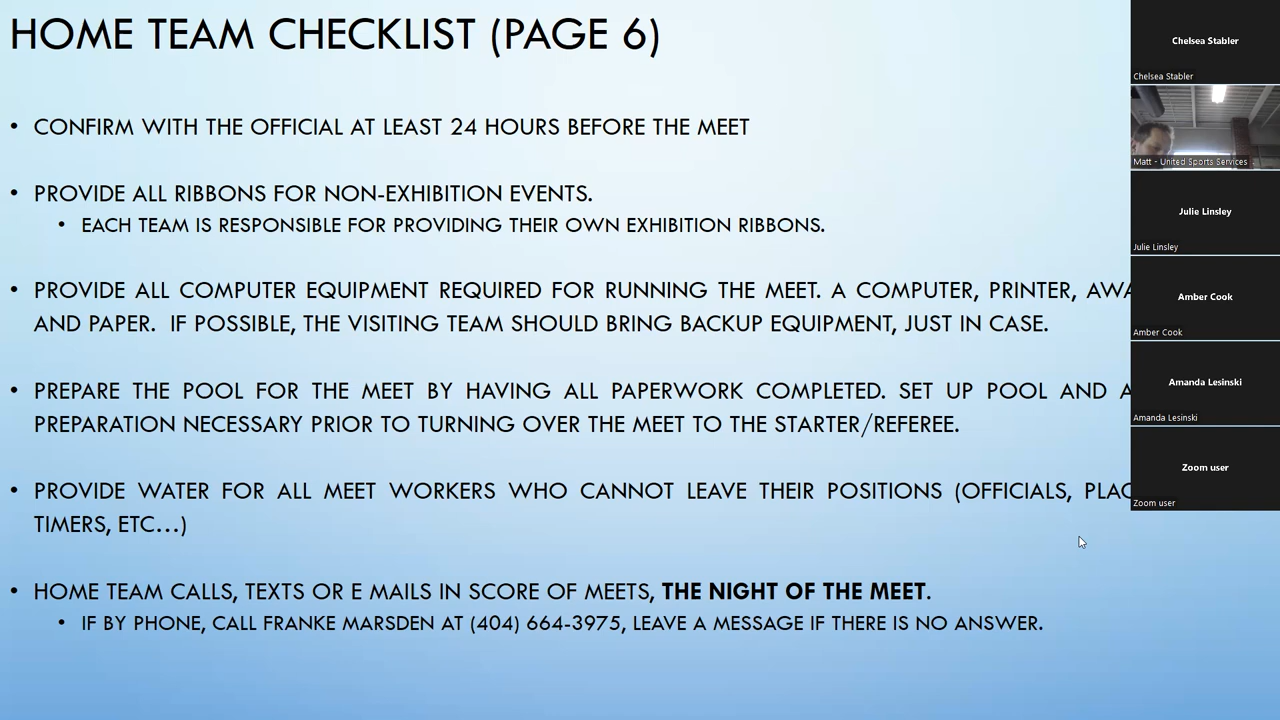 HOME TEAM CHECKLIST (PAGE 6)
• CONFIRM WITH THE OFFICIAL AT LEAST 24 HOURS BEFORE THE MEET
• PROVIDE ALL RIBBONS FOR NON-EXHIBITION EVENTS.
• EACH TEAM IS RESPONSIBLE FOR PROVIDING THEIR OWN EXHIBITION RIBBONS.
• PROVIDE ALL COMPUTER EQUIPMENT REQUIRED FOR RUNNING THE MEET. A COMPUTER, PRINTER,
AND PAPER. IF POSSIBLE, THE VISITING TEAM SHOULD BRING BACKUP EQUIPMENT, JUST IN CASE.
• PREPARE THE POOL FOR THE MEET BY HAVING ALL PAPERWORK COMPLETED. SET UP POOL AND
PREPARATION NECESSARY PRIOR TO TURNING OVER THE MEET TO THE STARTER/REFEREE.
• PROVIDE WATER FOR ALL MEET WORKERS WHO CANNOT LEAVE THEIR POSITIONS (OFFICIALS,
TIMERS, ETC…)
• HOME TEAM CALLS, TEXTS OR E MAILS IN SCORE OF MEETS, THE NIGHT OF THE MEET.
• IF BY PHONE, CALL FRANKE MARSDEN AT (404) 664-3975, LEAVE A MESSAGE IF THERE IS NO ANSWER.
Chelsea Stabler
Chelsea Stabler
Matt - United Sports Services
Julie Linsley
Julie Linsley
Amber Cook
Amber Cook
Amanda Lesinski
Amanda Lesinski
Zoom user
Zoom user